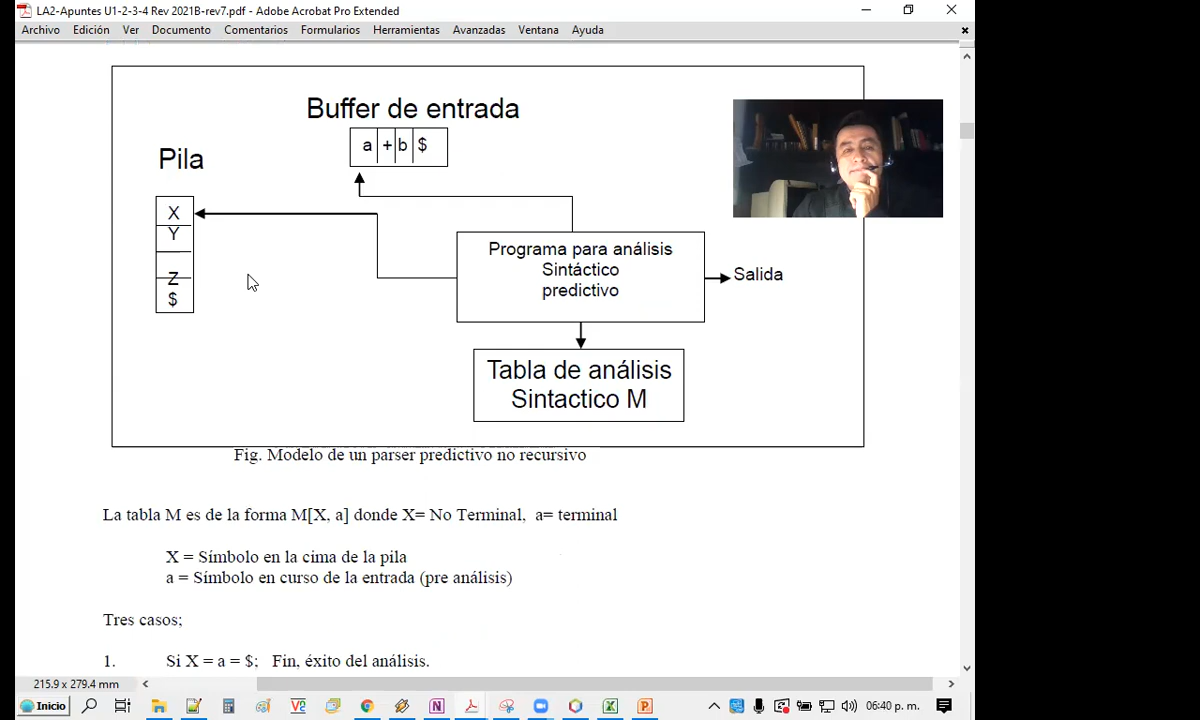 LA2-Apuntes U1-2-3-4 Rev 2021B-rev7.pdf - Adobe Acrobat Pro Extended
Archivo Edición Ver Documento Comentarios Formularios Herramientas Avanzadas Ventana Ayuda
Buffer de entrada
a + b $
Pila
X
Y
Z
$
Programa para análisis
Sintáctico
predictivo
Salida
Tabla de análisis
Sintactico M
Fig. Modelo de un parser predictivo no recursivo
La tabla M es de la forma M[X, a] donde X= No Terminal, a= terminal
X = Símbolo en la cima de la pila
a = Símbolo en curso de la entrada (pre análisis)
Tres casos;
1. Si X = a = $; Fin, éxito del análisis.
215.9 x 279.4 mm
Inicio
06:40 p. m.